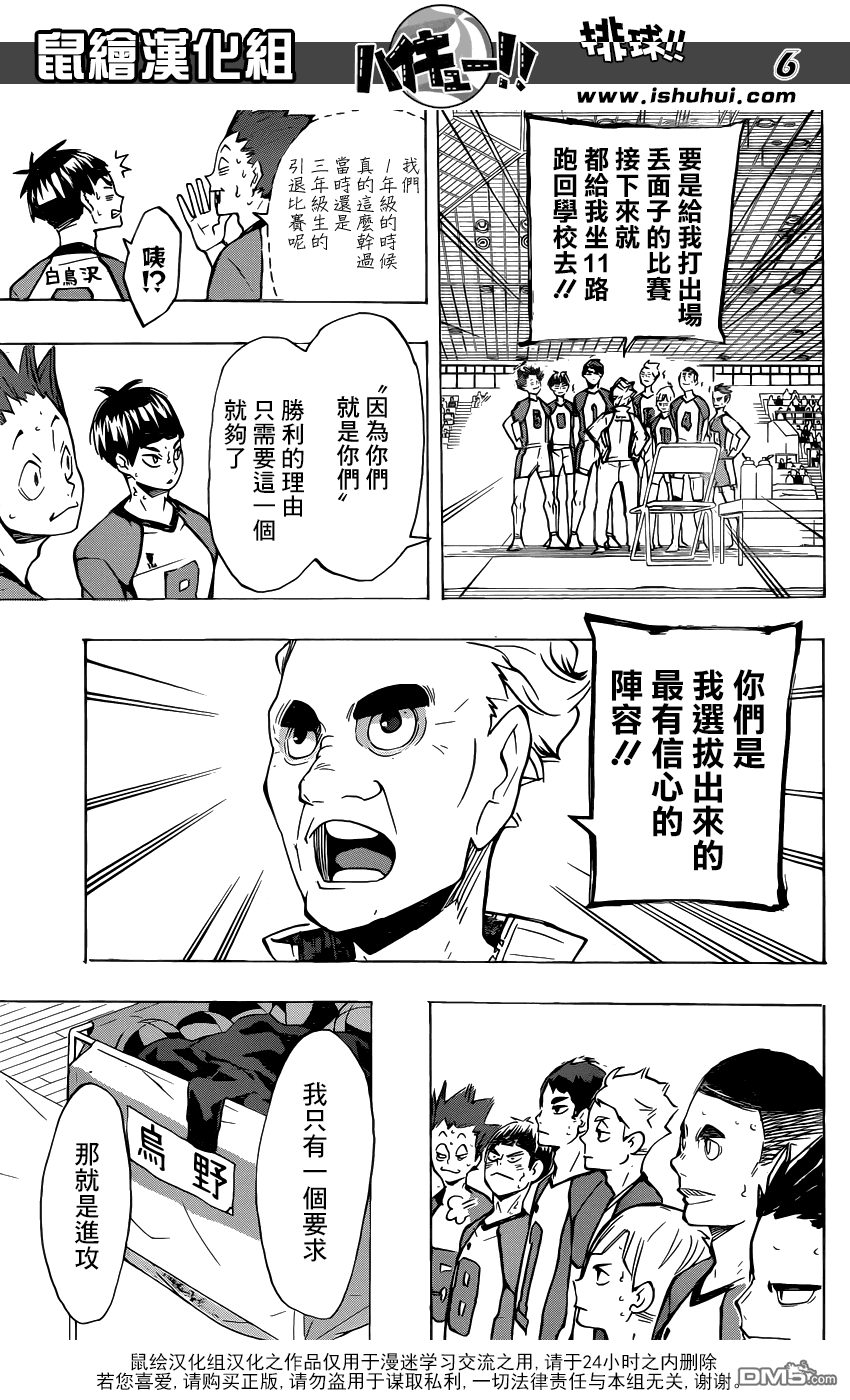 鼠繪漢化組
ハイキュー!!
排球!!
6
www.ishuhui.com
要是給我打出場
丟面子的比賽
接下來就
都給我坐11路
跑回學校去!!
我們
1年級的時候
真的這麼幹過
當時還是
三年級生的
引退比賽呢
咦!?
白鳥沢
"因為你們
就是你們"
勝利的理由
只需要這一個
就夠了
8
你們是
我選拔出來的
最有信心的
陣容!!
58
我只有一個要求
烏野
那就是進攻
鼠绘汉化组汉化之作品仅用于漫迷学习交流之用,请于24小时之内删除
若您喜爱,请购买正版,请勿盗用于谋取私利,一切法律责任与本组无关,谢谢。
DM5.com